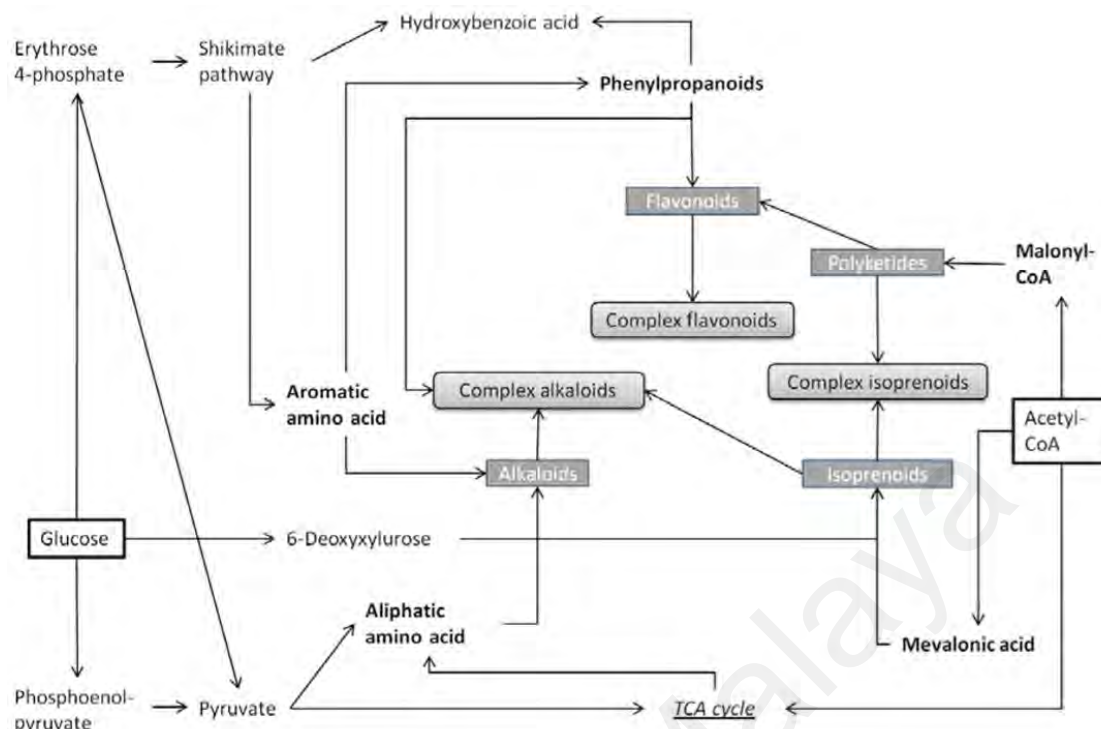 Hydroxybenzoic acid
Erythrose
4-phosphate
Shikimate
pathway
Phenylpropanoids
Flavonoids
Polyketides
Malonyl-
CoA
Complex flavonoids
Aromatic
amino acid
Complex alkaloids
Complex isoprenoids
Acetyl-
CoA
Alkaloids
Isoprenoids
Glucose
6-Deoxyxylurose
Aliphatic
amino acid
Mevalonic acid
Phosphoenol-
pyruvate
Pyruvate
TCA cycle
Malaya